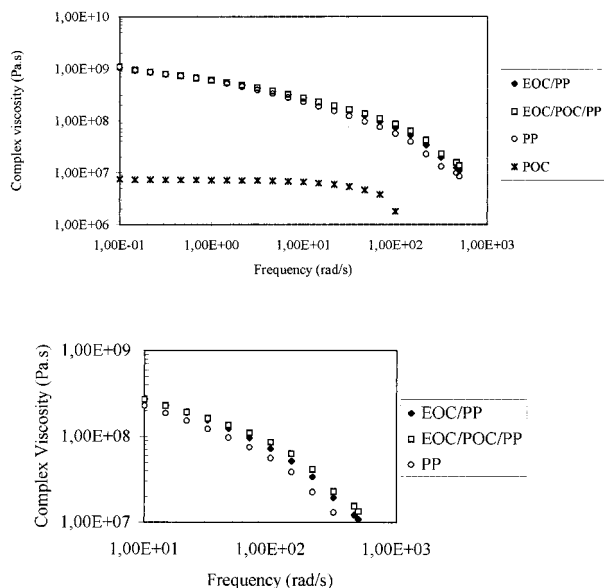 Complex viscosity (Pa.s)
1,00E+10
1,00E+09
1,00E+08
1,00E+07
1,00E+06
1,00E-01
1,00E+00
1,00E+01
1,00E+02
1,00E+03
Frequency (rad/s)
EOC/PP
EOC/POC/PP
PP
POC
Complex Viscosity (Pa.s)
1,00E+09
1,00E+08
1,00E+07
1,00E+01
1,00E+02
1,00E+03
Frequency (rad/s)
EOC/PP
EOC/POC/PP
PP